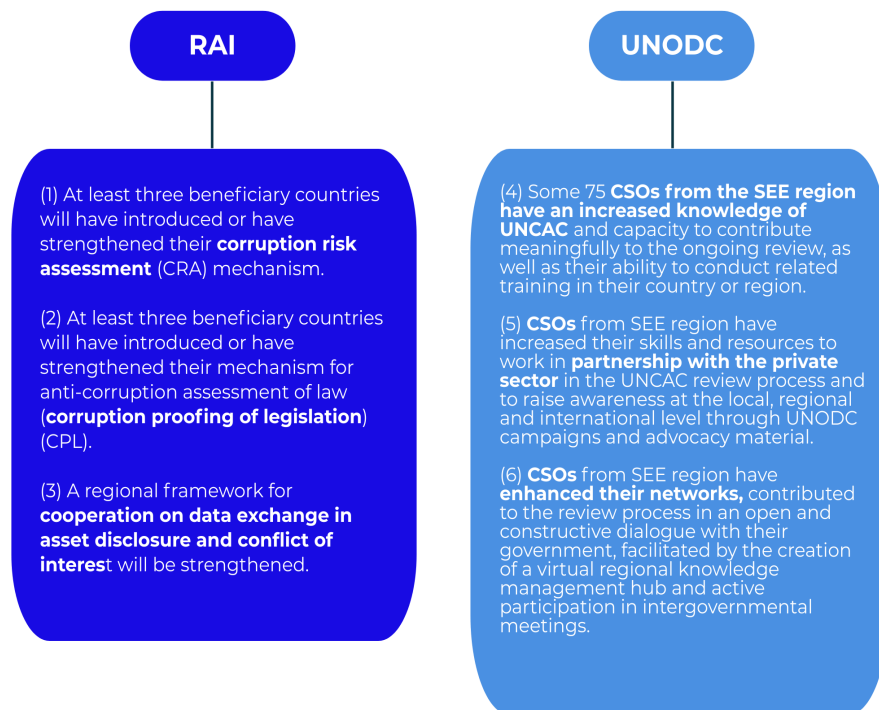 RAI
(1) At least three beneficiary countries
will have introduced or have
strengthened their corruption risk
assessment (CRA) mechanism.
(2) At least three beneficiary countries
will have introduced or have
strengthened their mechanism for
anti-corruption assessment of law
(corruption proofing of legislation)
(CPL).
(3) A regional framework for
cooperation on data exchange in
asset disclosure and conflict of
interest will be strengthened.
UNODC
(4) Some 75 CSOs from the SEE region
have an increased knowledge of
UNCAC and capacity to contribute
meaningfully to the ongoing review, as
well as their ability to conduct related
training in their country or region.
(5) CSOs from SEE region have
increased their skills and resources to
work in partnership with the private
sector in the UNCAC review process and
to raise awareness at the local, regional
and international level through UNODC
campaigns and advocacy material.
(6) CSOs from SEE region have
enhanced their networks, contributed
to the review process in an open and
constructive dialogue with their
government, facilitated by the creation
of a virtual regional knowledge
management hub and active
participation in intergovernmental
meetings.